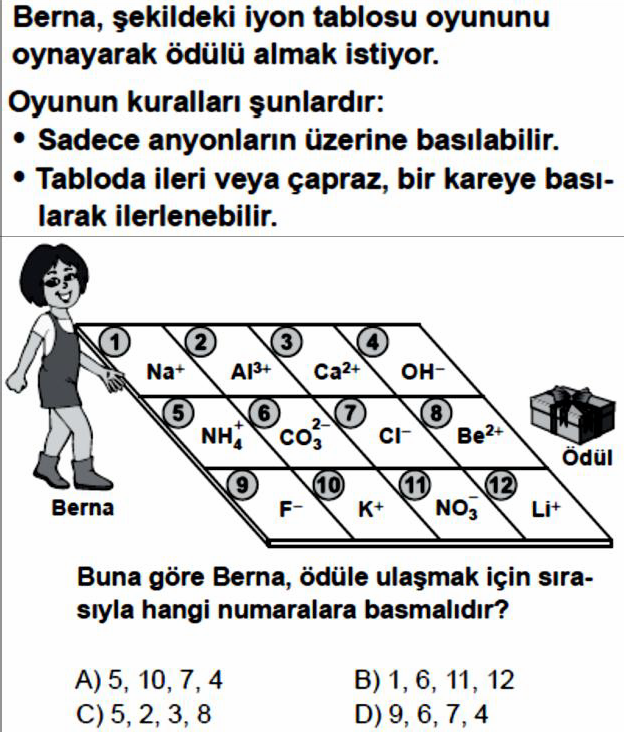 Berna, şekildeki iyon tablosu oyununu
oynayarak ödülü almak istiyor.
Oyunun kuralları şunlardır:
• Sadece anyonların üzerine basılabilir.
• Tabloda ileri veya çapraz, bir kareye bası-
larak ilerlenebilir.
1 Na⁺ 2 Al³⁺ 3 Ca²⁺ 4 OH⁻
5 NH₄⁺ 6 CO₃²⁻ 7 Cl⁻ 8 Be²⁺
9 F⁻ 10 K⁺ 11 NO₃⁻ 12 Li⁺
Berna
Ödül
Buna göre Berna, ödüle ulaşmak için sıra-
sıyla hangi numaralara basmalıdır?
A) 5, 10, 7, 4 B) 1, 6, 11, 12
C) 5, 2, 3, 8 D) 9, 6, 7, 4